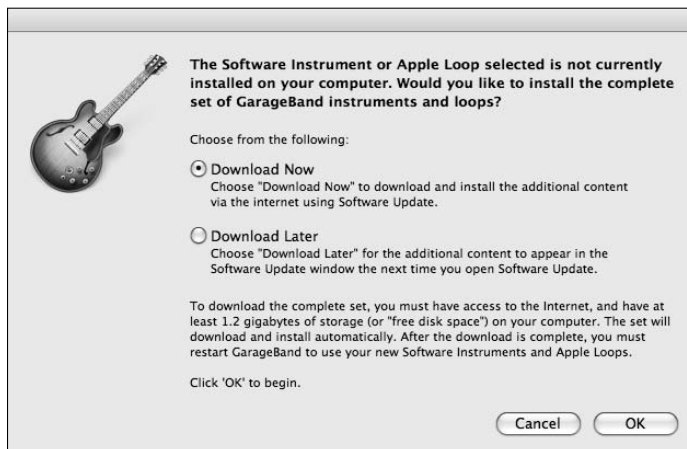 The Software Instrument or Apple Loop selected is not currently
installed on your computer. Would you like to install the complete
set of GarageBand instruments and loops?
Choose from the following:
Download Now
Choose "Download Now" to download and install the additional content
via the internet using Software Update.
Download Later
Choose "Download Later" for the additional content to appear in the
Software Update window the next time you open Software Update.
To download the complete set, you must have access to the Internet, and have at
least 1.2 gigabytes of storage (or "free disk space") on your computer. The set will
download and install automatically. After the download is complete, you must
restart GarageBand to use your new Software Instruments and Apple Loops.
Click 'OK' to begin.
Cancel OK